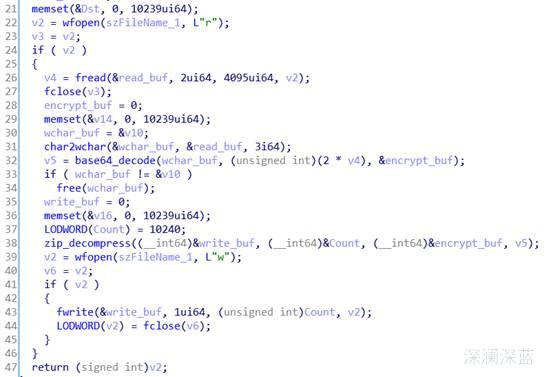 21 memset(&Dst, 0, 10239ui64);
22 v2 = wfopen(szFileName_1, L"r");
23 v3 = v2;
24 if ( v2 )
25 {
26 v4 = fread(&read_buf, 2ui64, 4095ui64, v2);
27 fclose(v3);
28 encrypt_buf = 0;
29 memset(&v14, 0, 10239ui64);
30 wchar_buf = &v10;
31 char2wchar(&wchar_buf, &read_buf, 3i64);
32 v5 = base64_decode(wchar_buf, (unsigned int)(2 * v4), &encrypt_buf);
33 if ( wchar_buf != &v10 )
34 free(wchar_buf);
35 write_buf = 0;
36 memset(&v16, 0, 10239ui64);
37 LODWORD(Count) = 10240;
38 zip_decompress((__int64)&write_buf, (__int64)&Count, (__int64)&encrypt_buf, v5);
39 v2 = wfopen(szFileName_1, L"w");
40 v6 = v2;
41 if ( v2 )
42 {
43 fwrite(&write_buf, 1ui64, (unsigned int)Count, v2);
44 LODWORD(v2) = fclose(v6);
45 }
46 }
47 return (signed int)v2;
深澜深蓝